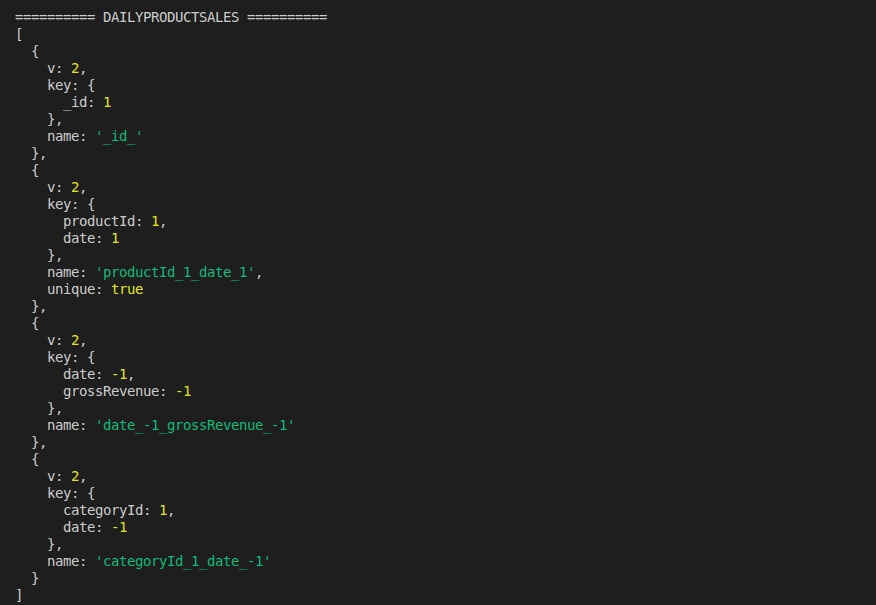 ========== DAILYPRODUCTSALES ==========
[
  {
    v: 2,
    key: {
      _id: 1
    },
    name: '_id_'
  },
  {
    v: 2,
    key: {
      productId: 1,
      date: 1
    },
    name: 'productId_1_date_1',
    unique: true
  },
  {
    v: 2,
    key: {
      date: -1,
      grossRevenue: -1
    },
    name: 'date_-1_grossRevenue_-1'
  },
  {
    v: 2,
    key: {
      categoryId: 1,
      date: -1
    },
    name: 'categoryId_1_date_-1'
  }
]